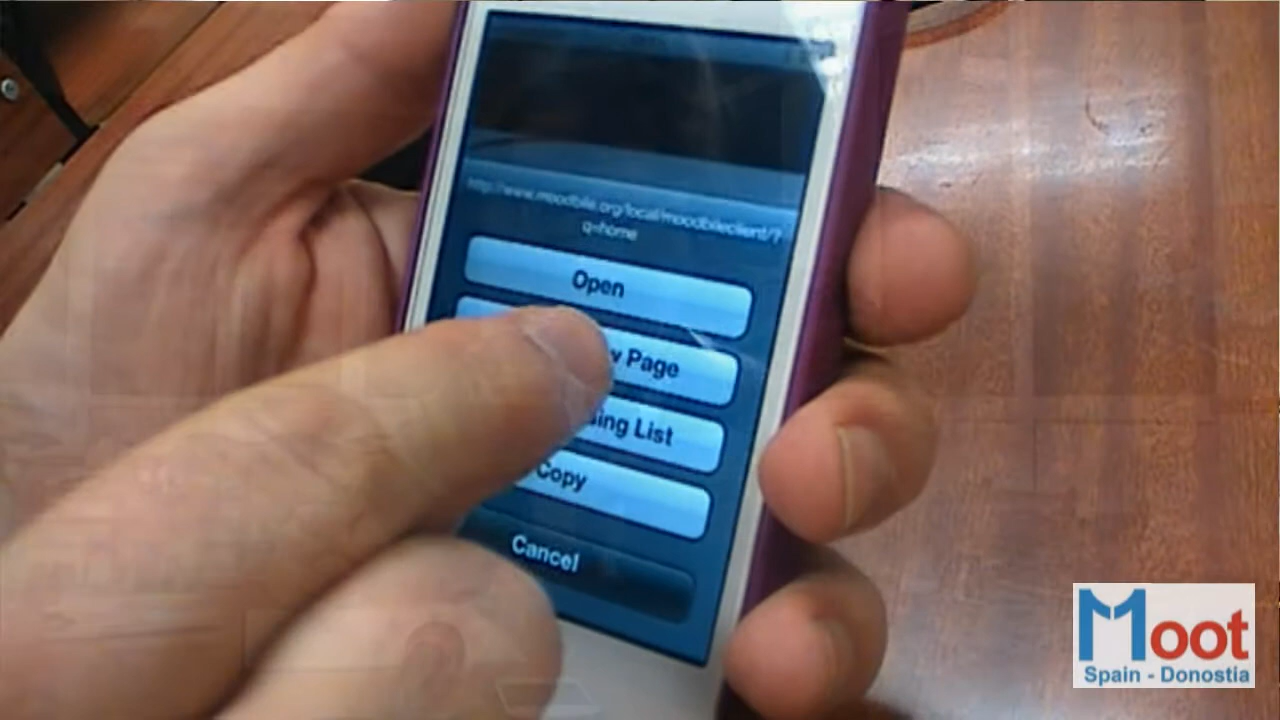 http://www.moodbile.org/local/moodbileclient/?
q=home
Open
Page
List
Copy
Cancel
Moot
Spain - Donostia